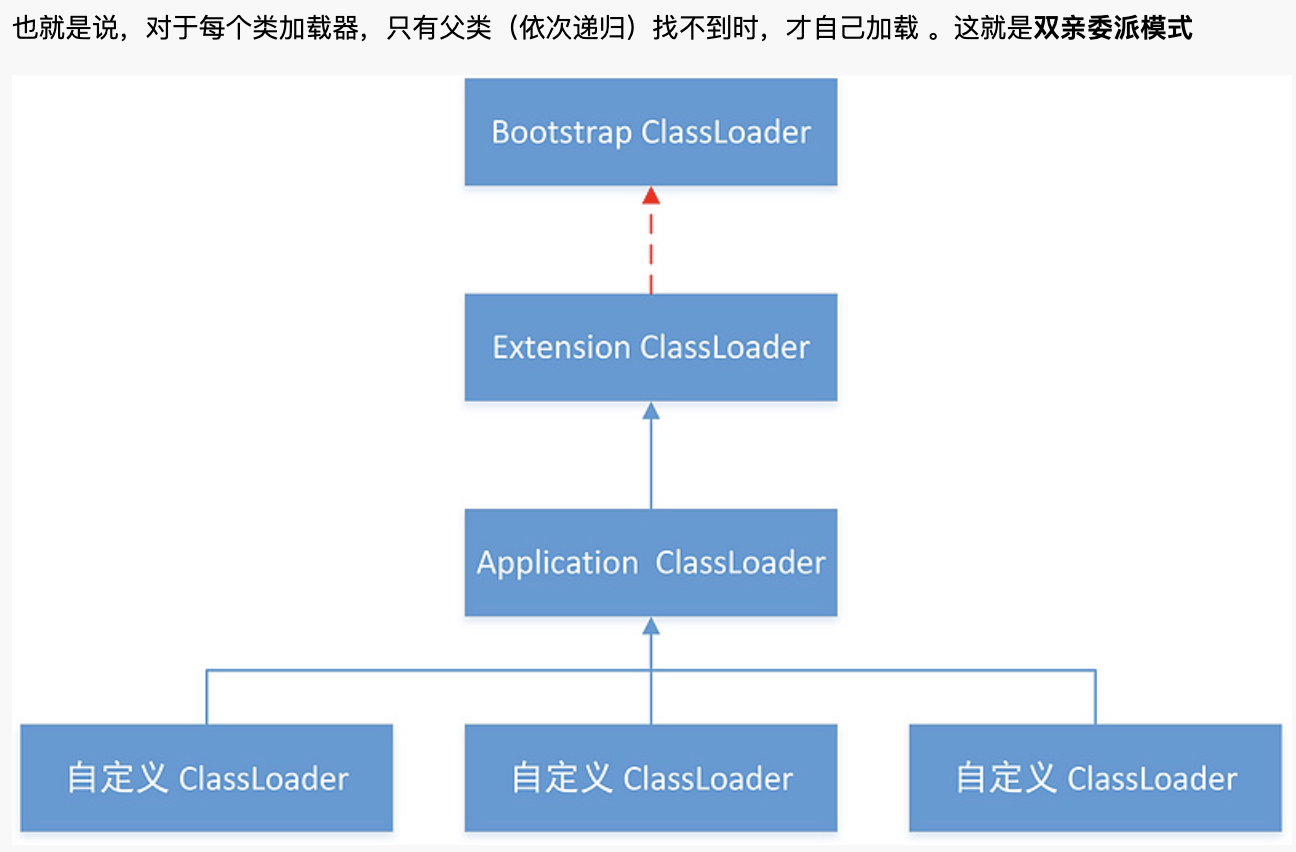 也就是说，对于每个类加载器，只有父类（依次递归）找不到时，才自己加载 。这就是双亲委派模式
Bootstrap ClassLoader
Extension ClassLoader
Application ClassLoader
自定义 ClassLoader
自定义 ClassLoader
自定义 ClassLoader